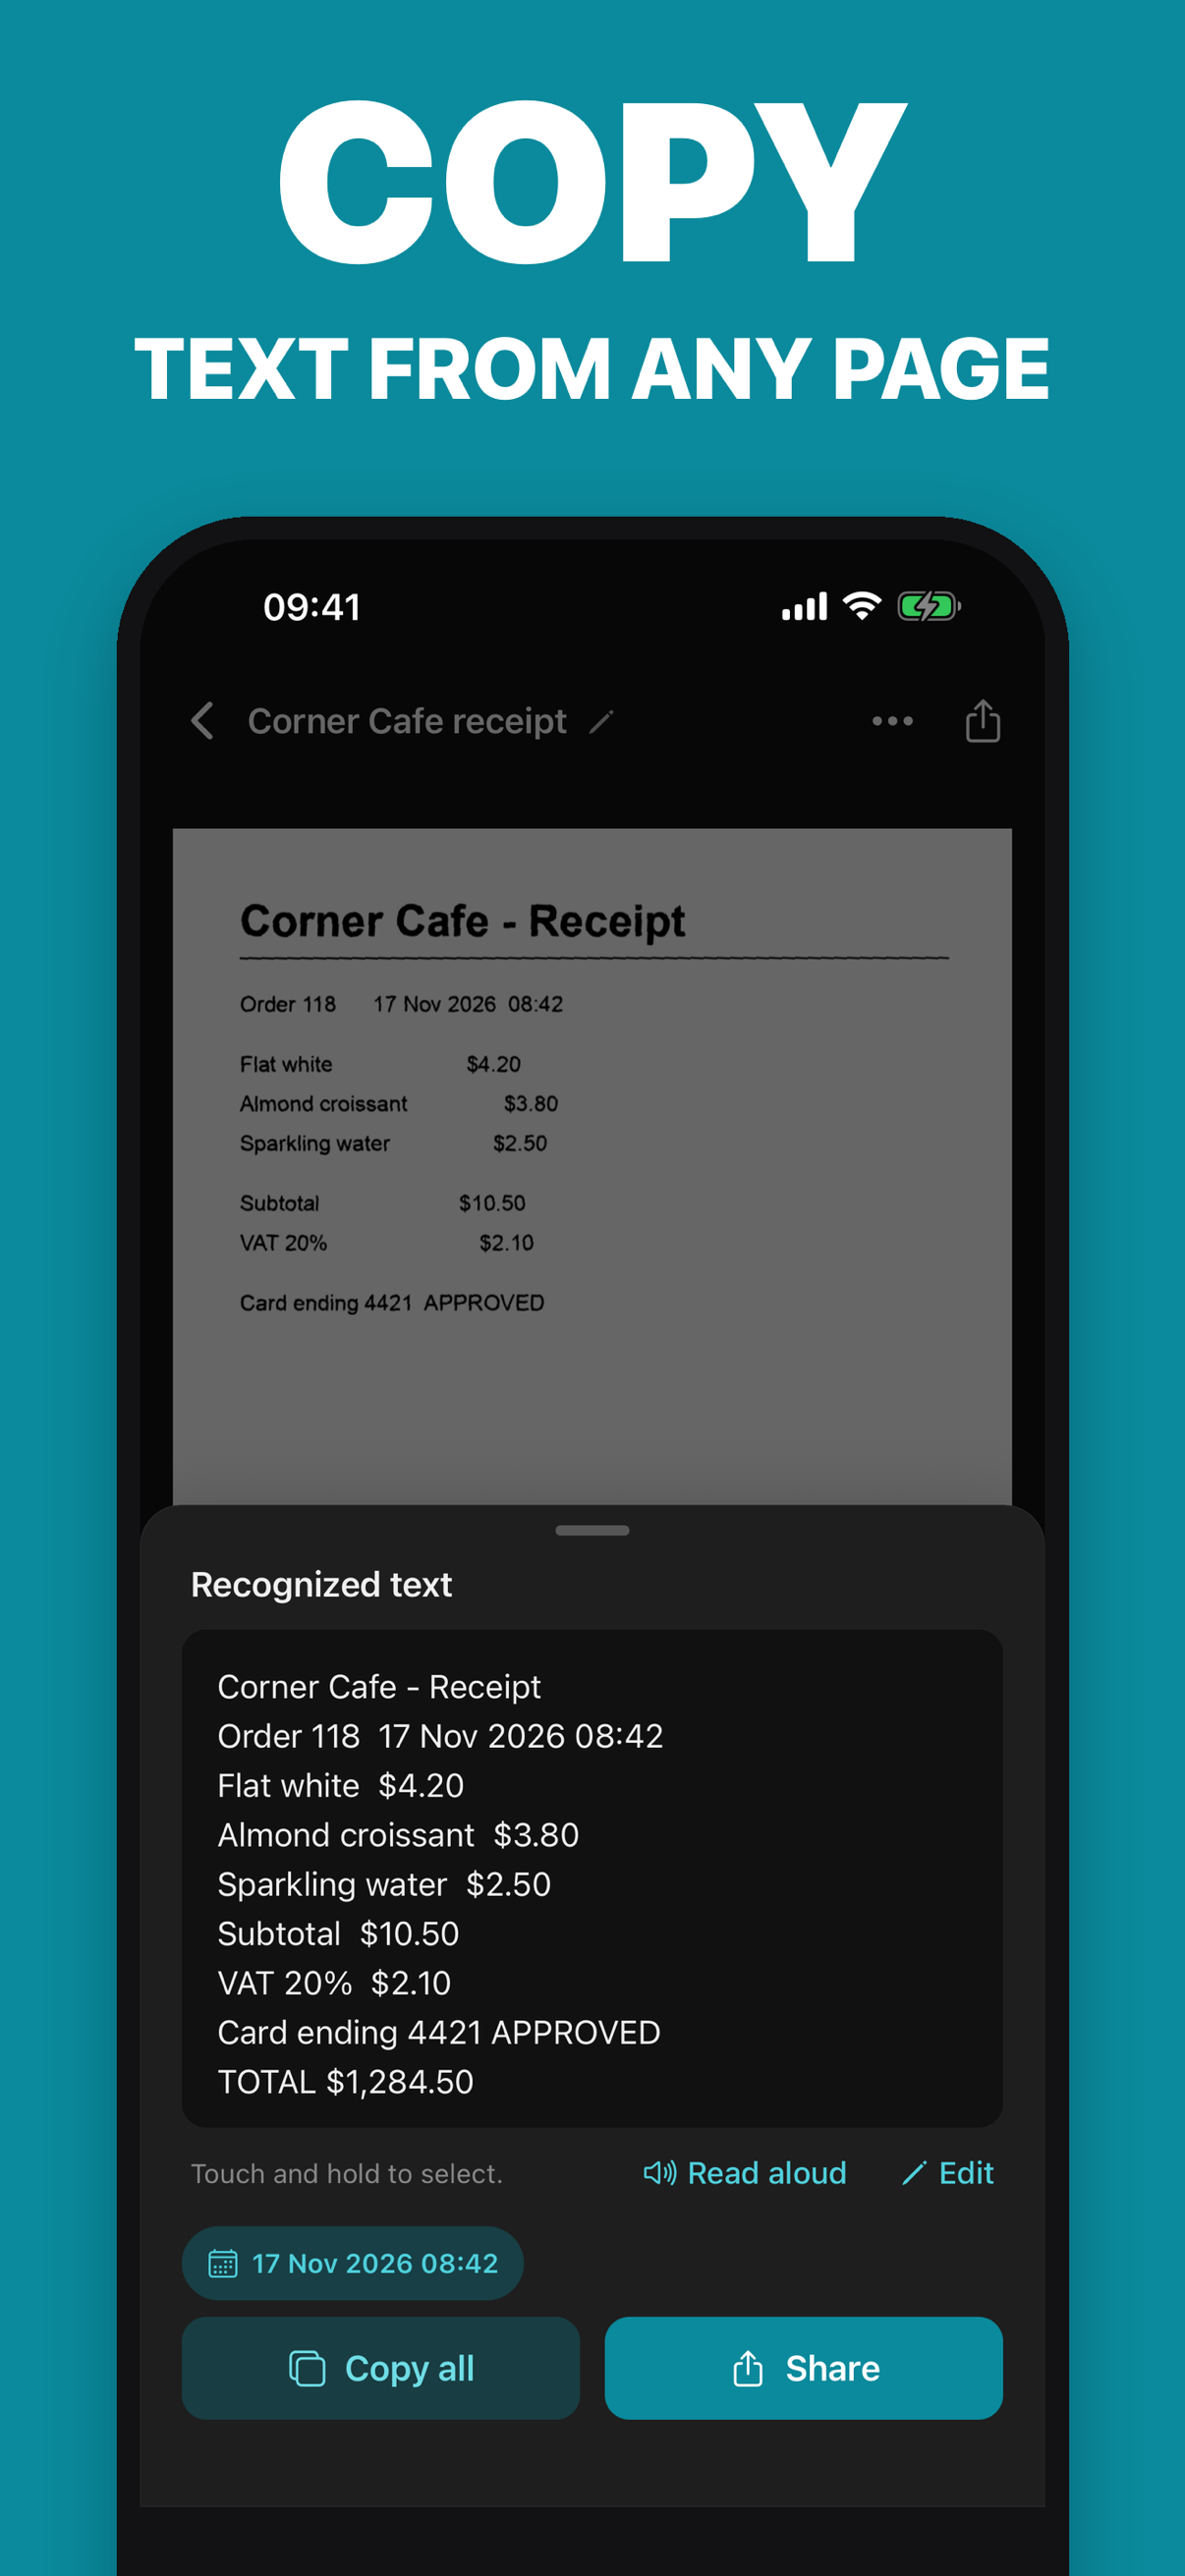 COPY
TEXT FROM ANY PAGE
09:41
Corner Cafe receipt
Corner Cafe - Receipt
Order 118 17 Nov 2026 08:42
Flat white $4.20
Almond croissant $3.80
Sparkling water $2.50
Subtotal $10.50
VAT 20% $2.10
Card ending 4421 APPROVED
Recognized text
Corner Cafe - Receipt
Order 118 17 Nov 2026 08:42
Flat white $4.20
Almond croissant $3.80
Sparkling water $2.50
Subtotal $10.50
VAT 20% $2.10
Card ending 4421 APPROVED
TOTAL $1,284.50
Touch and hold to select. Read aloud Edit
17 Nov 2026 08:42
Copy all Share